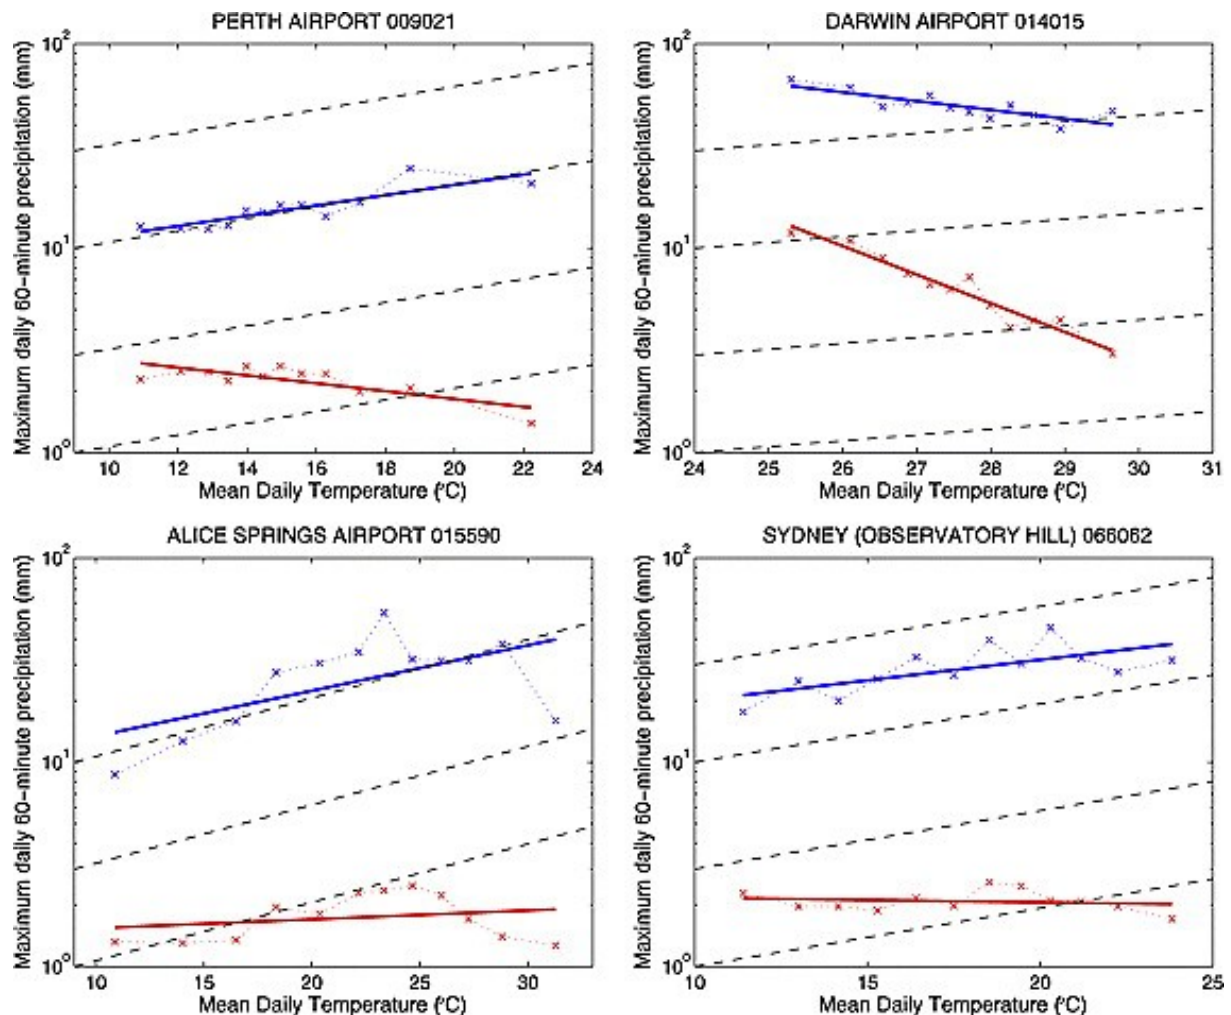 PERTH AIRPORT 009021
Maximum daily 60-minute precipitation (mm)
10²
10¹
10⁰
10 12 14 16 18 20 22 24
Mean Daily Temperature (°C)
DARWIN AIRPORT 014015
Maximum daily 60-minute precipitation (mm)
10²
10¹
10⁰
24 25 26 27 28 29 30 31
Mean Daily Temperature (°C)
ALICE SPRINGS AIRPORT 015590
Maximum daily 60-minute precipitation (mm)
10²
10¹
10⁰
10 15 20 25 30
Mean Daily Temperature (°C)
SYDNEY (OBSERVATORY HILL) 066062
Maximum daily 60-minute precipitation (mm)
10²
10¹
10⁰
10 15 20 25
Mean Daily Temperature (°C)